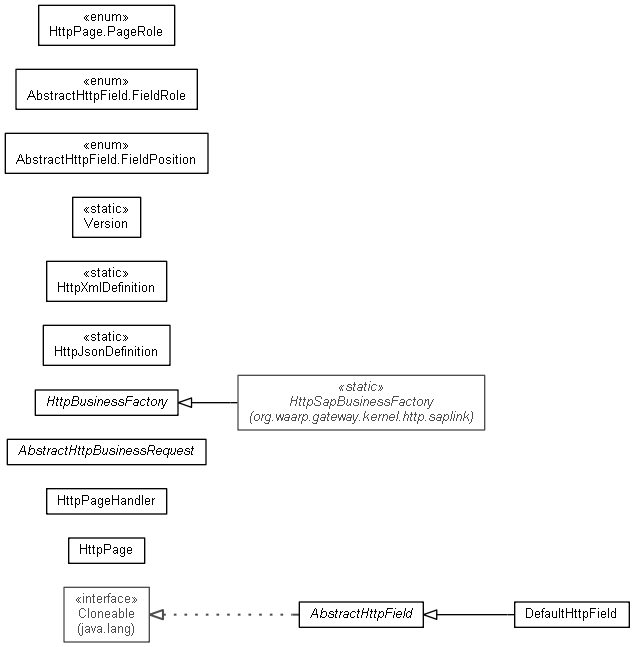 «enum»
HttpPage.PageRole
«enum»
AbstractHttpField.FieldRole
«enum»
AbstractHttpField.FieldPosition
«static»
Version
«static»
HttpXmlDefinition
«static»
HttpJsonDefinition
HttpBusinessFactory
«static»
HttpSapBusinessFactory
(org.waarp.gateway.kernel.http.saplink)
AbstractHttpBusinessRequest
HttpPageHandler
HttpPage
«interface»
Cloneable
(java.lang)
AbstractHttpField
DefaultHttpField